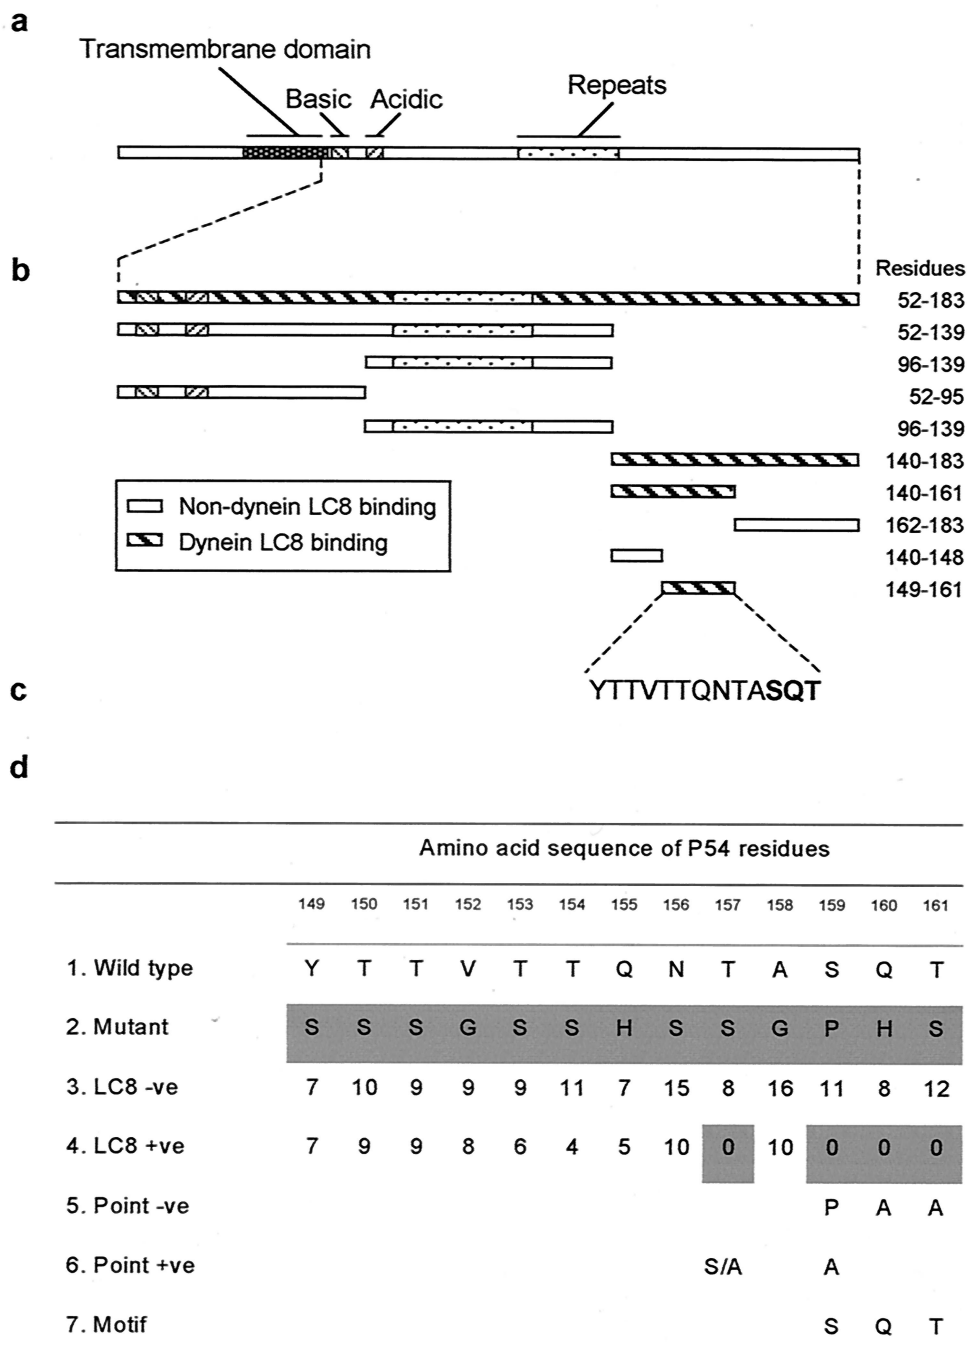 a
Transmembrane domain
Basic Acidic
Repeats
b
Residues
52-183
52-139
96-139
52-95
96-139
140-183
140-161
162-183
140-148
149-161
Non-dynein LC8 binding
Dynein LC8 binding
c
YTTVTTQNTASQT
d
Amino acid sequence of P54 residues
149 150 151 152 153 154 155 156 157 158 159 160 161
1. Wild type Y T T V T T Q N T A S Q T
2. Mutant S S S G S S H S S G P H S
3. LC8 -ve 7 10 9 9 9 11 7 15 8 16 11 8 12
4. LC8 +ve 7 9 9 8 6 4 5 10 0 10 0 0 0
5. Point -ve P A A
6. Point +ve S/A A
7. Motif S Q T